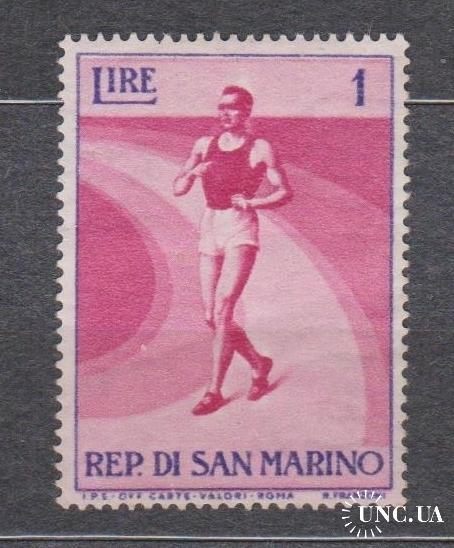 LIRE 1
REP. DI SAN MARINO
I.P.S. OFF. CARTE-VALORI-ROMA
UNC.UA